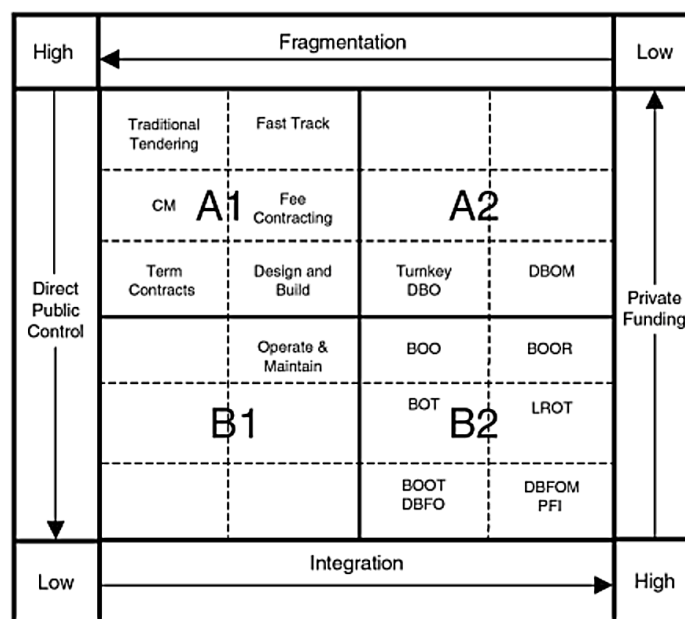 High
Fragmentation
Low
Traditional
Tendering
Fast Track
CM
A1
Fee
Contracting
A2
Term
Contracts
Design and
Build
Turnkey
DBO
DBOM
Direct
Public
Control
Private
Funding
Operate &
Maintain
BOO
BOOR
BOT
B1
B2
LROT
BOOT
DBFO
DBFOM
PFI
Low
Integration
High